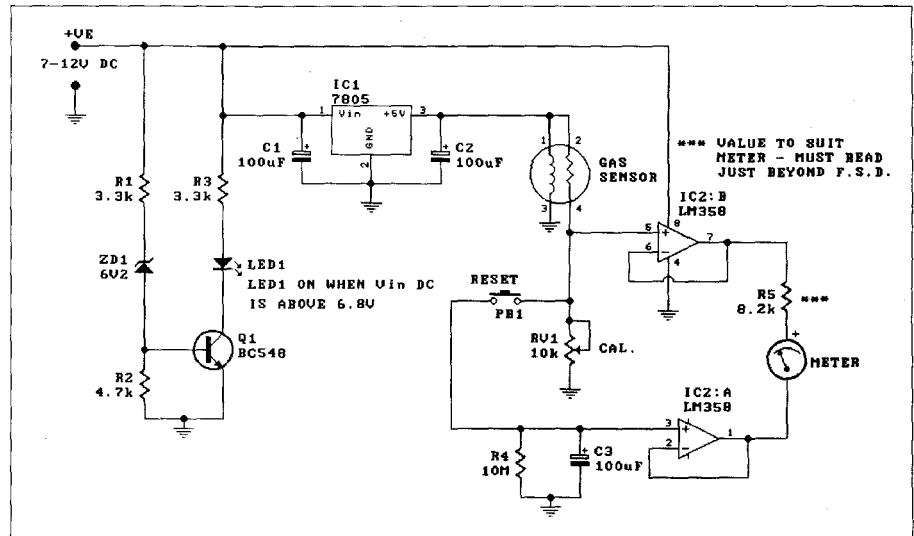 +VE
7-12V DC
IC1
7805
1
Vin
+5V
3
GND
2
C1
100uF
C2
100uF
R1
3.3k
R3
3.3k
1
2
3
4
GAS
SENSOR
*** VALUE TO SUIT
METER - MUST READ
JUST BEYOND F.S.D.
IC2:B
LM358
5
6
7
8
4
ZD1
6V2
LED1
LED1 ON WHEN Vin DC
IS ABOVE 6.8V
RESET
PB1
R5
8.2k
***
Q1
BC548
RV1
10k
CAL.
+
METER
R2
4.7k
IC2:A
LM358
3
2
1
R4
10M
C3
100uF